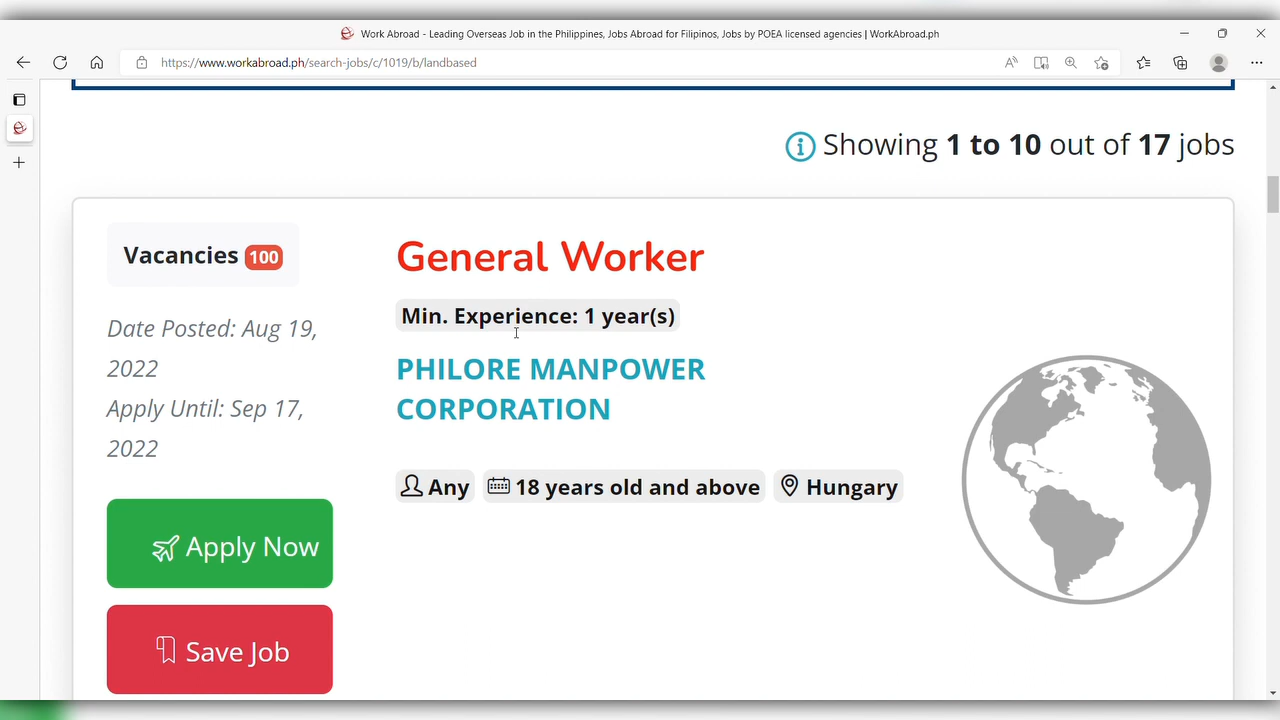 Work Abroad - Leading Overseas Job in the Philippines, Jobs Abroad for Filipinos, Jobs by POEA licensed agencies | WorkAbroad.ph
https://www.workabroad.ph/search-jobs/c/1019/b/landbased
Showing 1 to 10 out of 17 jobs
Vacancies 100
Date Posted: Aug 19,
2022
Apply Until: Sep 17,
2022
Apply Now
Save Job
General Worker
Min. Experience: 1 year(s)
PHILORE MANPOWER
CORPORATION
Any 18 years old and above Hungary